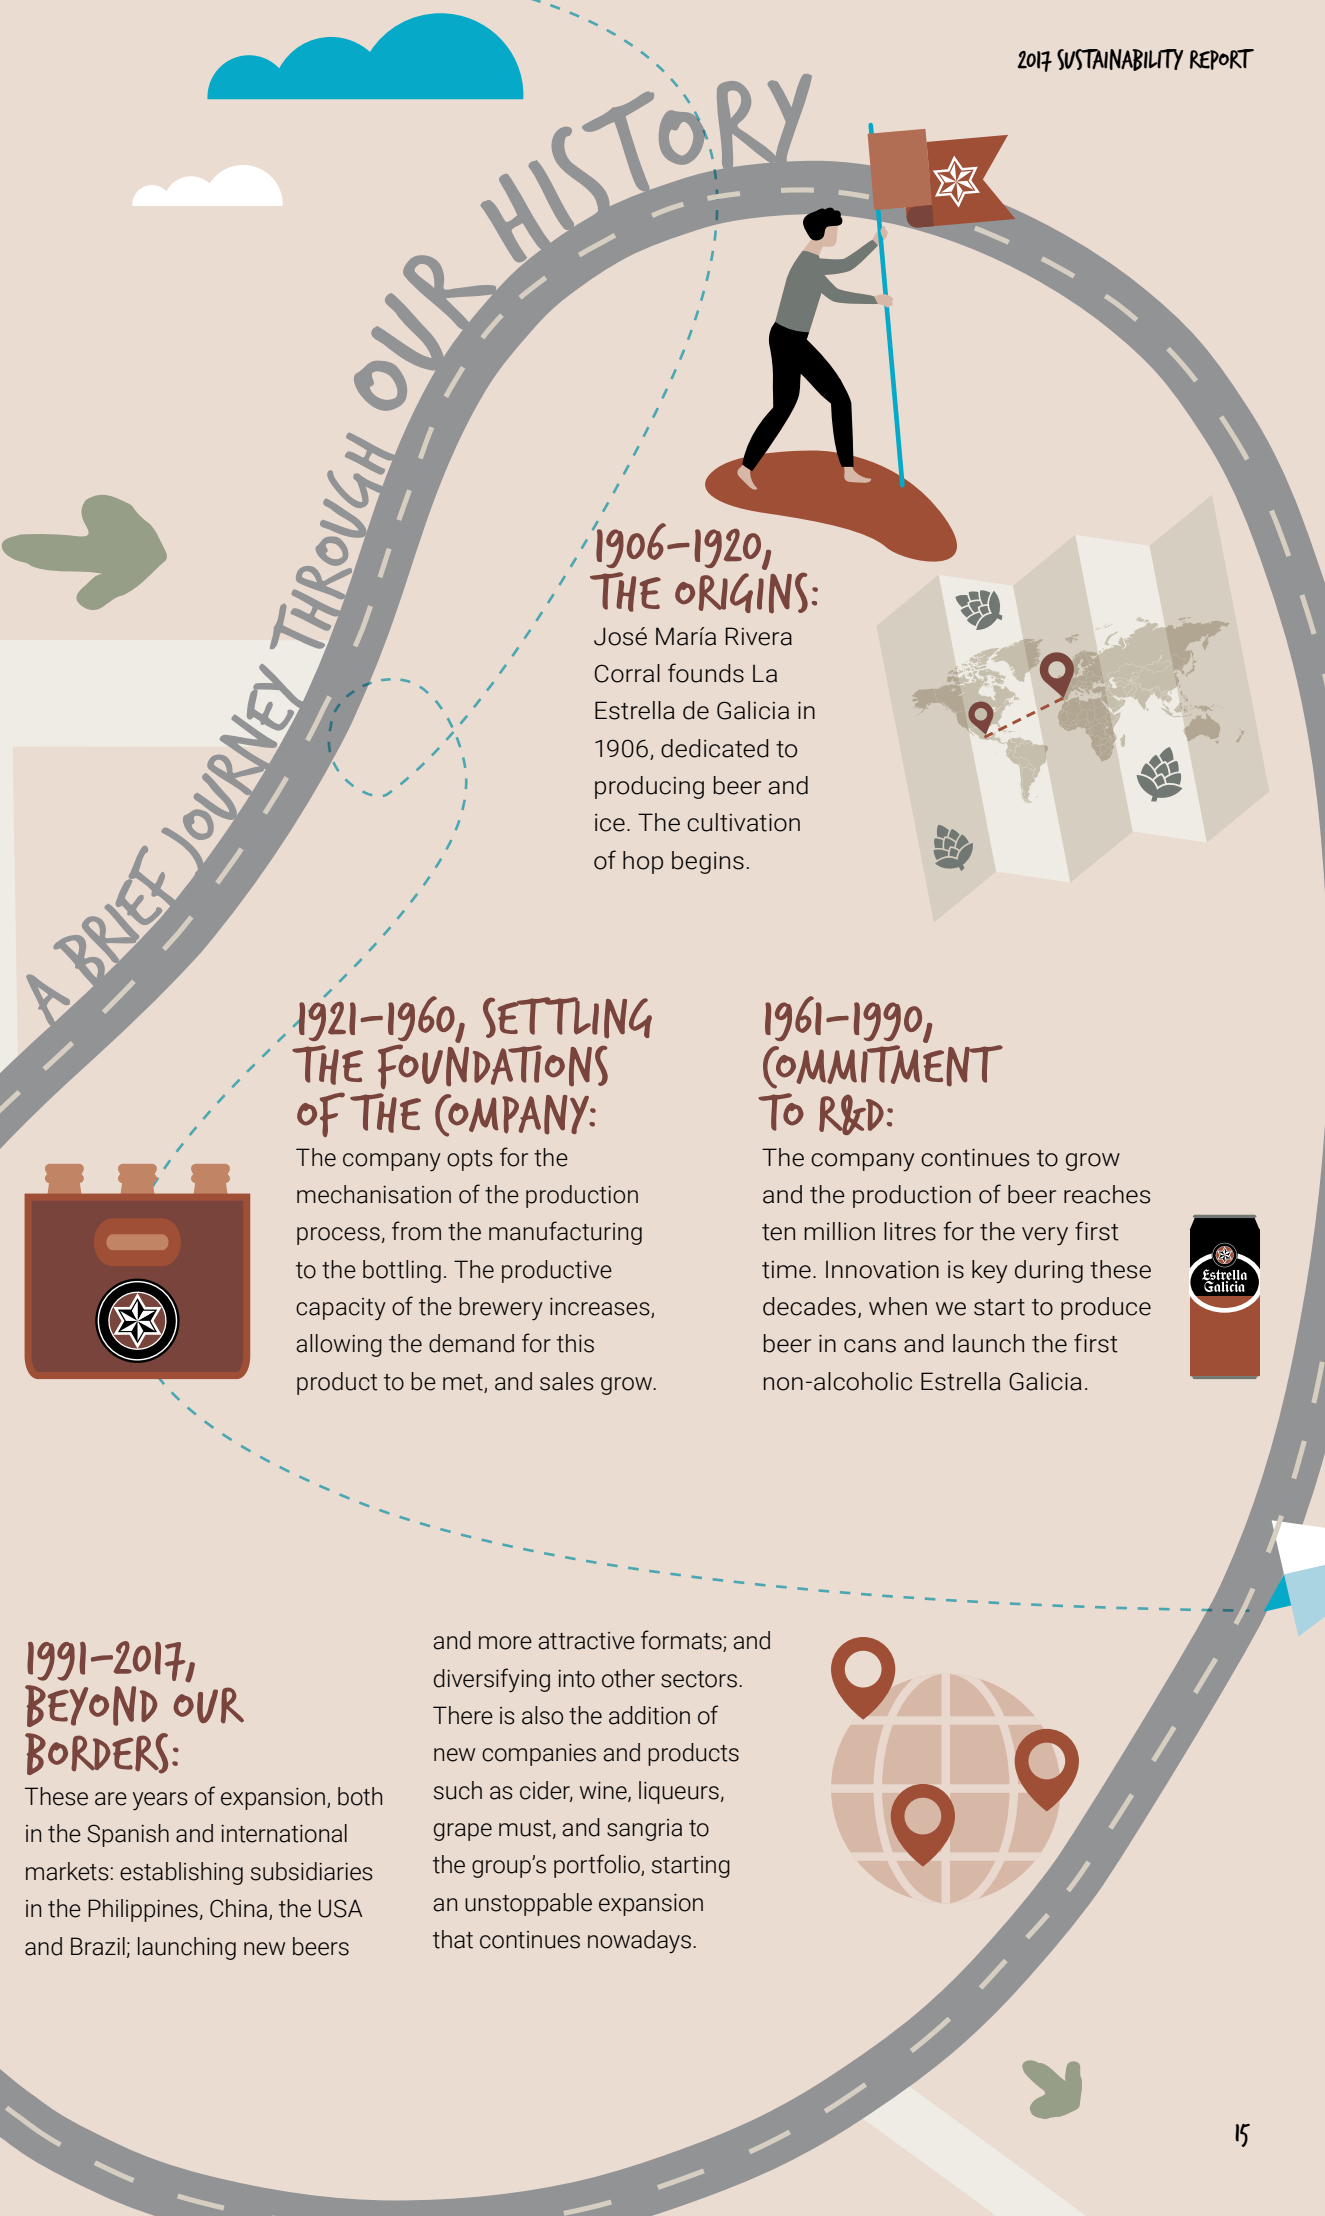 2017 SUSTAINABILITY REPORT
A BRIEF JOURNEY THROUGH OUR HISTORY
1906–1920,
THE ORIGINS:
José María Rivera
Corral founds La
Estrella de Galicia in
1906, dedicated to
producing beer and
ice. The cultivation
of hop begins.
1921–1960, SETTLING
THE FOUNDATIONS
OF THE COMPANY:
The company opts for the
mechanisation of the production
process, from the manufacturing
to the bottling. The productive
capacity of the brewery increases,
allowing the demand for this
product to be met, and sales grow.
1961–1990,
COMMITMENT
TO R&D:
The company continues to grow
and the production of beer reaches
ten million litres for the very first
time. Innovation is key during these
decades, when we start to produce
beer in cans and launch the first
non-alcoholic Estrella Galicia.
Estrella
Galicia
1991–2017,
BEYOND OUR
BORDERS:
These are years of expansion, both
in the Spanish and international
markets: establishing subsidiaries
in the Philippines, China, the USA
and Brazil; launching new beers
and more attractive formats; and
diversifying into other sectors.
There is also the addition of
new companies and products
such as cider, wine, liqueurs,
grape must, and sangria to
the group's portfolio, starting
an unstoppable expansion
that continues nowadays.
15